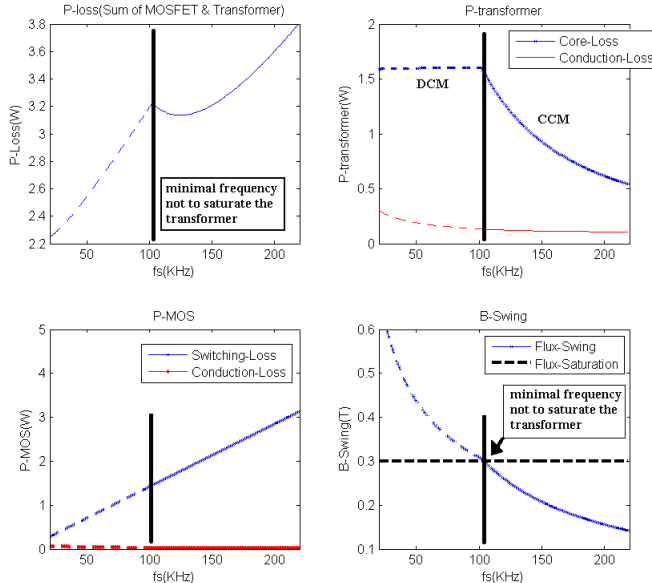 P-loss(Sum of MOSFET & Transformer)
3.8
3.6
3.4
3.2
3
2.8
2.6
2.4
2.2
P-Loss(W)
minimal frequency
not to saturate the
transformer
50
100
150
200
fs(KHz)
P-transformer
2
1.5
1
0.5
0
P-transformer(W)
Core-Loss
Conduction-Loss
DCM
CCM
50
100
150
200
fs(KHz)
P-MOS
5
4
3
2
1
0
P-MOS(W)
Switching-Loss
Conduction-Loss
50
100
150
200
fs(KHz)
B-Swing
0.6
0.5
0.4
0.3
0.2
0.1
B-Swing(T)
Flux-Swing
Flux-Saturation
minimal frequency
not to saturate the
transformer
50
100
150
200
fs(KHz)